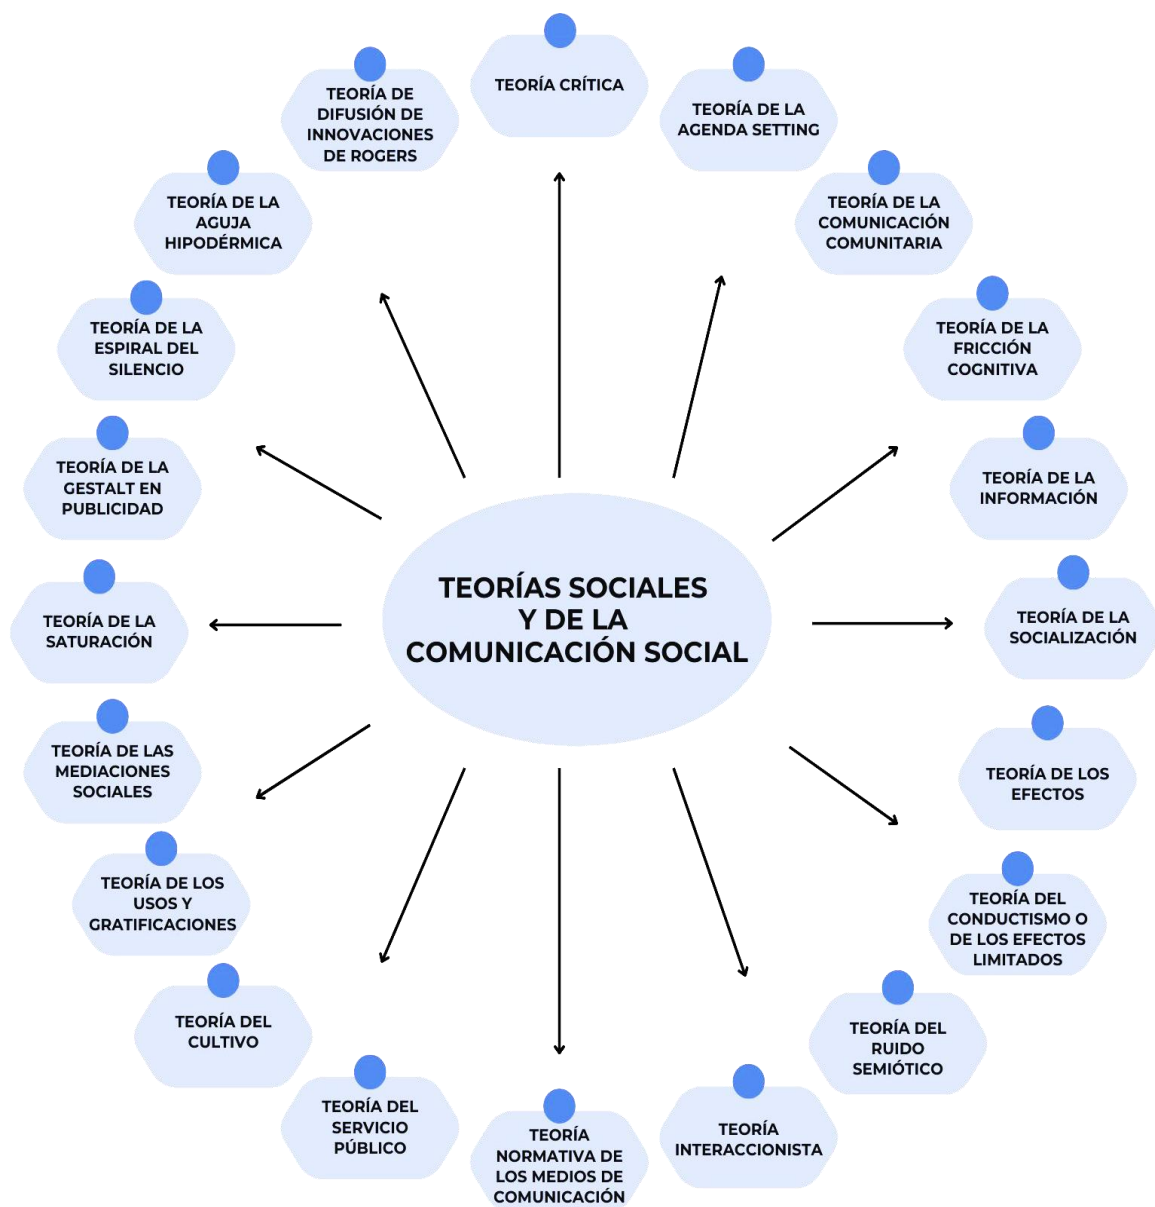 TEORÍA CRÍTICA
TEORÍA DE LA
AGENDA SETTING
TEORÍA DE LA
COMUNICACIÓN
COMUNITARIA
TEORÍA DE LA
FRICCIÓN
COGNITIVA
TEORÍA DE LA
INFORMACIÓN
TEORÍA DE LA
SOCIALIZACIÓN
TEORÍA DE LOS
EFECTOS
TEORÍA DEL
CONDUCTISMO O
DE LOS EFECTOS
LIMITADOS
TEORÍA DEL
RUIDO
SEMIÓTICO
TEORÍA
INTERACCIONISTA
TEORÍA
NORMATIVA DE
LOS MEDIOS DE
COMUNICACIÓN
TEORÍA DEL
SERVICIO
PÚBLICO
TEORÍA DEL
CULTIVO
TEORÍA DE LOS
USOS Y
GRATIFICACIONES
TEORÍA DE LAS
MEDIACIONES
SOCIALES
TEORÍA DE LA
SATURACIÓN
TEORÍA DE LA
GESTALT EN
PUBLICIDAD
TEORÍA DE LA
ESPIRAL DEL
SILENCIO
TEORÍA DE LA
AGUJA
HIPODÉRMICA
TEORÍA DE
DIFUSIÓN DE
INNOVACIONES
DE ROGERS
TEORÍAS SOCIALES
Y DE LA
COMUNICACIÓN SOCIAL